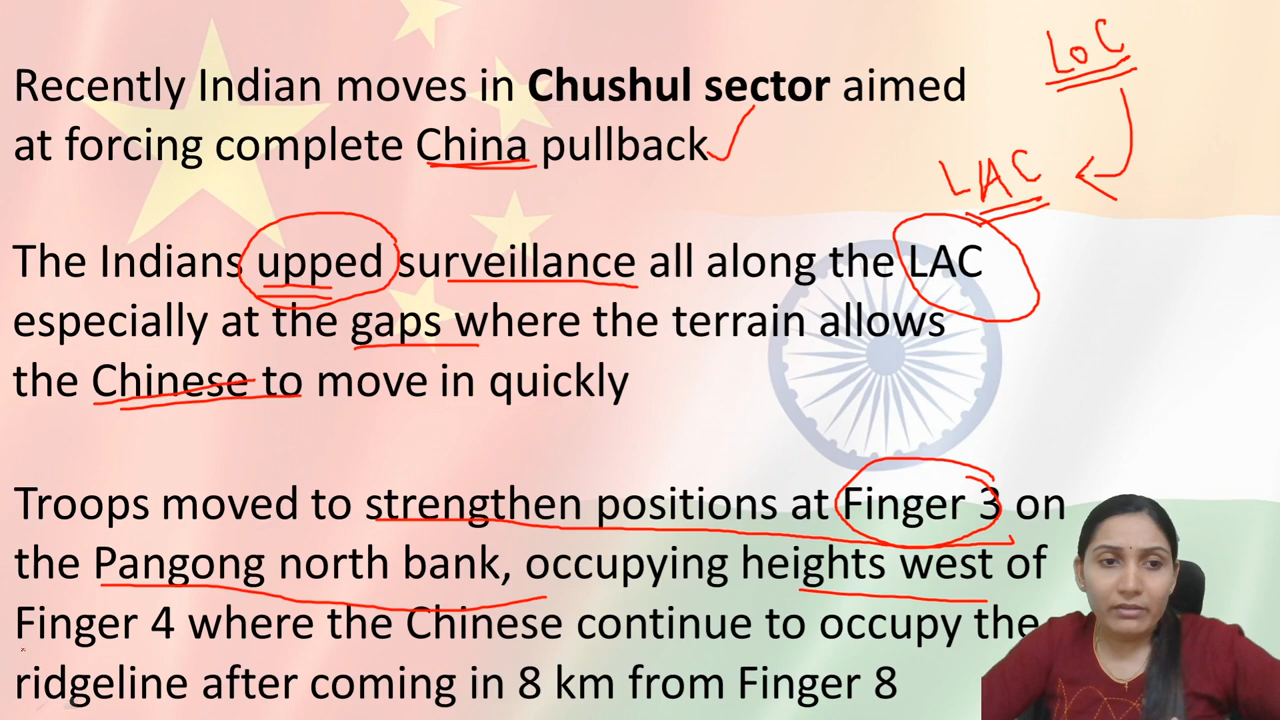 Recently Indian moves in Chushul sector aimed
at forcing complete China pullback
LOC
LAC
The Indians upped surveillance all along the LAC
especially at the gaps where the terrain allows
the Chinese to move in quickly
Troops moved to strengthen positions at Finger 3 on
the Pangong north bank, occupying heights west of
Finger 4 where the Chinese continue to occupy the
ridgeline after coming in 8 km from Finger 8